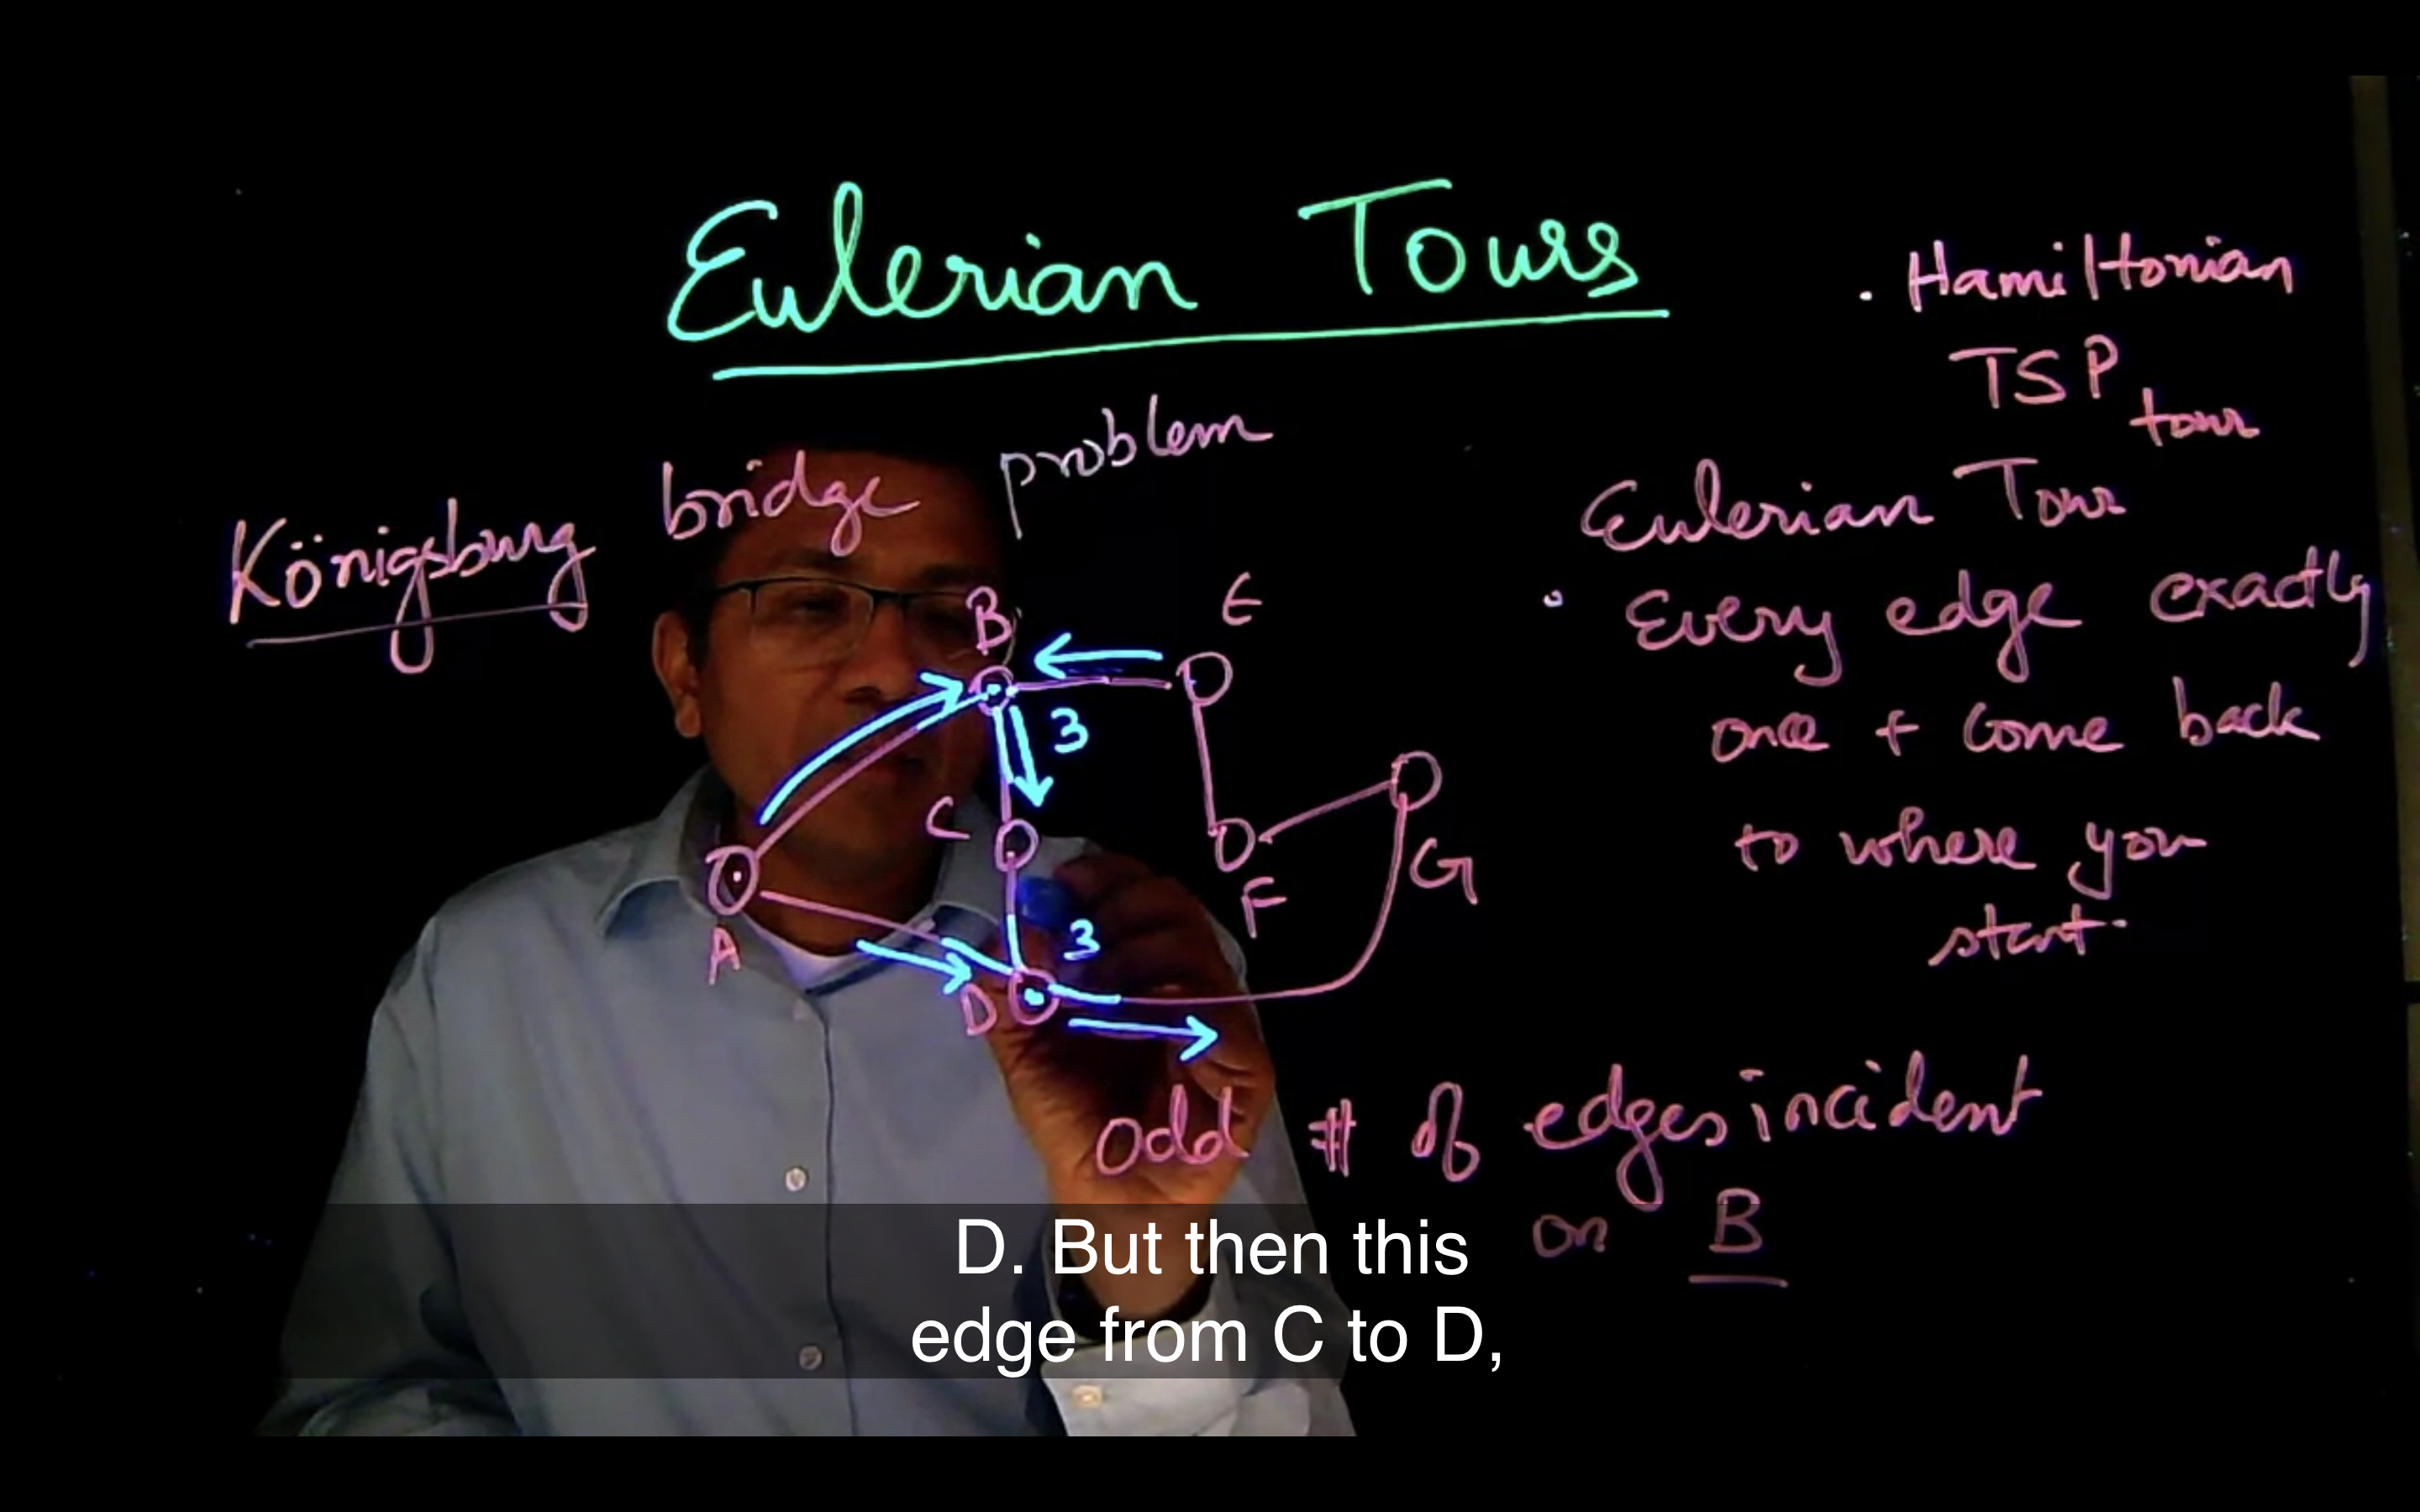 Eulerian Tours
· Hamiltonian
TSP
tour
Königsburg bridge problem
Eulerian Tour
• Every edge exactly
once + come back
to where you
start.
B
E
3
C
A
F
G
3
D
odd # of edges incident
on B
D. But then this
edge from C to D,